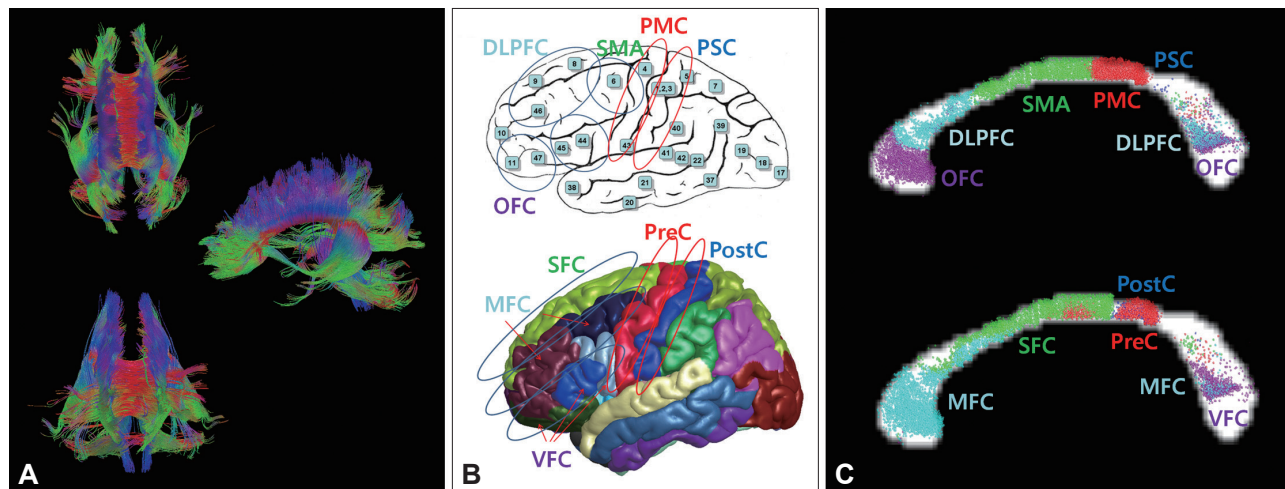 A
PMC
DLPFC SMA PSC
8 4 5
9 6 1,2,3 7
46
10 40 39
45 44 43
11 47 41 42 22 19 18
17
38 21 37
20
OFC
PreC
SFC PostC
MFC
VFC
B
PSC
SMA PMC
DLPFC DLPFC
OFC OFC
PostC
SFC PreC
MFC MFC
VFC
C